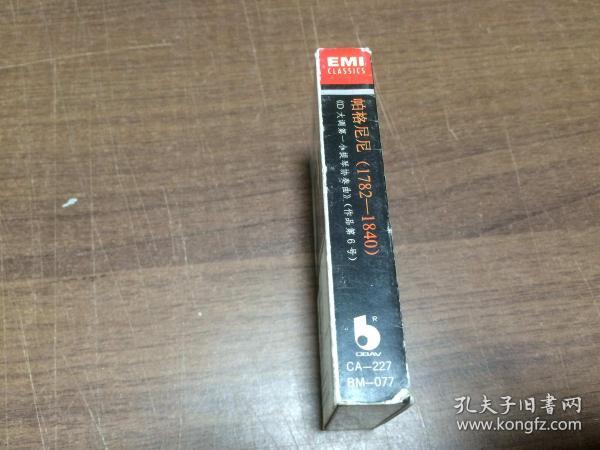 EMI
CLASSICS
帕格尼尼（1782—1840）
《D大调第一小提琴协奏曲》（作品第6号）
R
CA—227
BM—077
孔夫子旧书网
www.kongfz.com